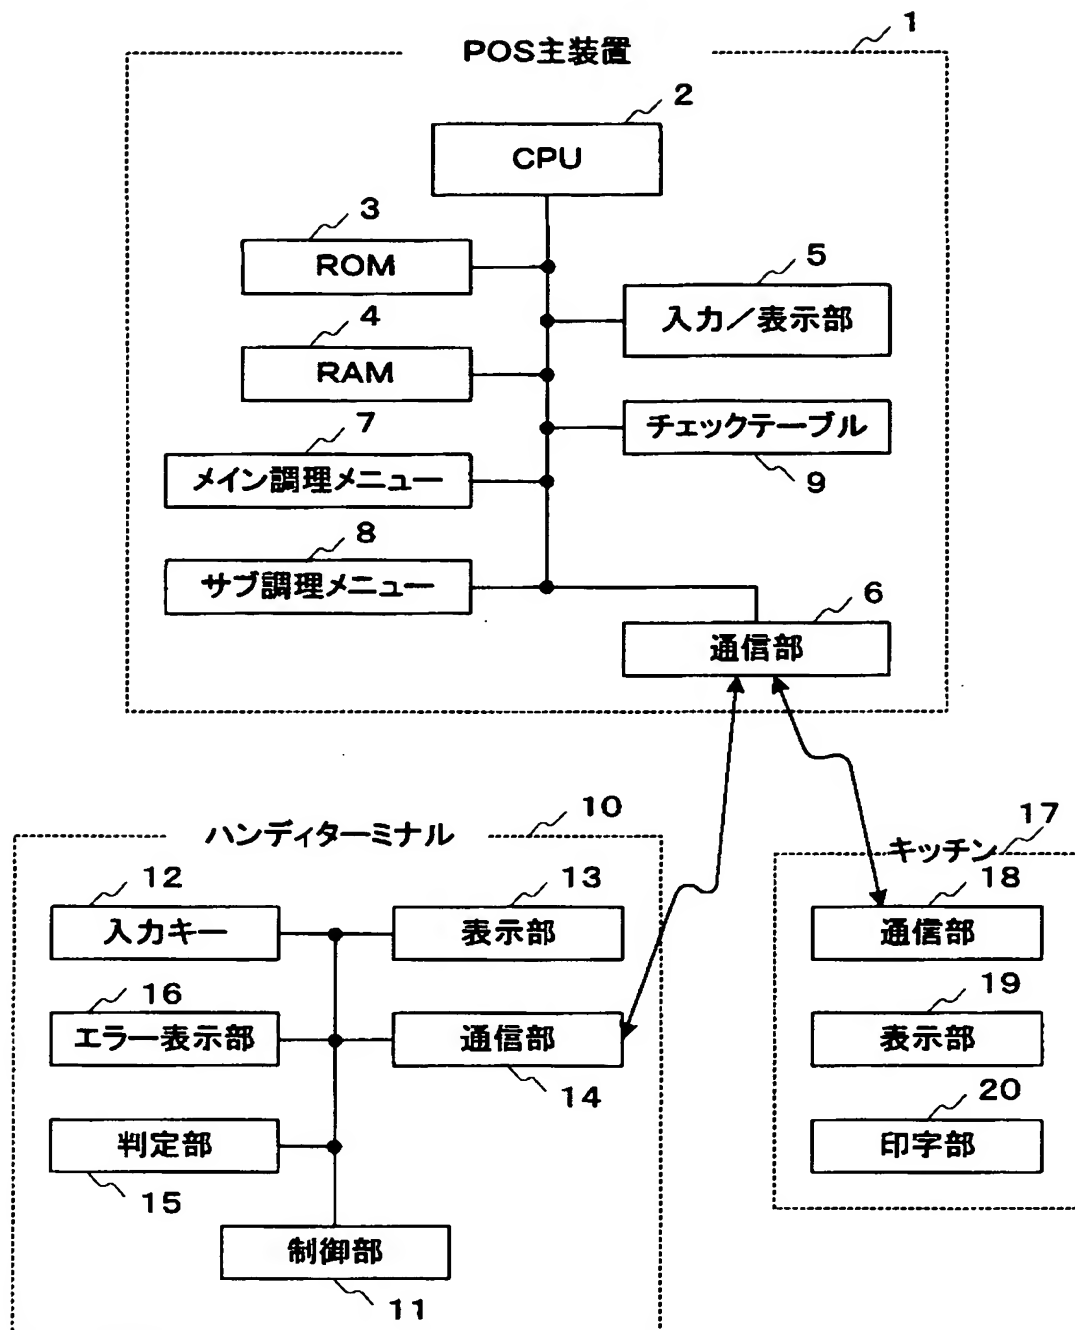 1
POS主装置
2
CPU
3
ROM
5
入力／表示部
4
RAM
チェックテーブル
9
7
メイン調理メニュー
8
サブ調理メニュー
6
通信部
10
ハンディターミナル
17
キッチン
12
入力キー
13
表示部
18
通信部
16
エラー表示部
通信部
14
19
表示部
判定部
15
20
印字部
制御部
11